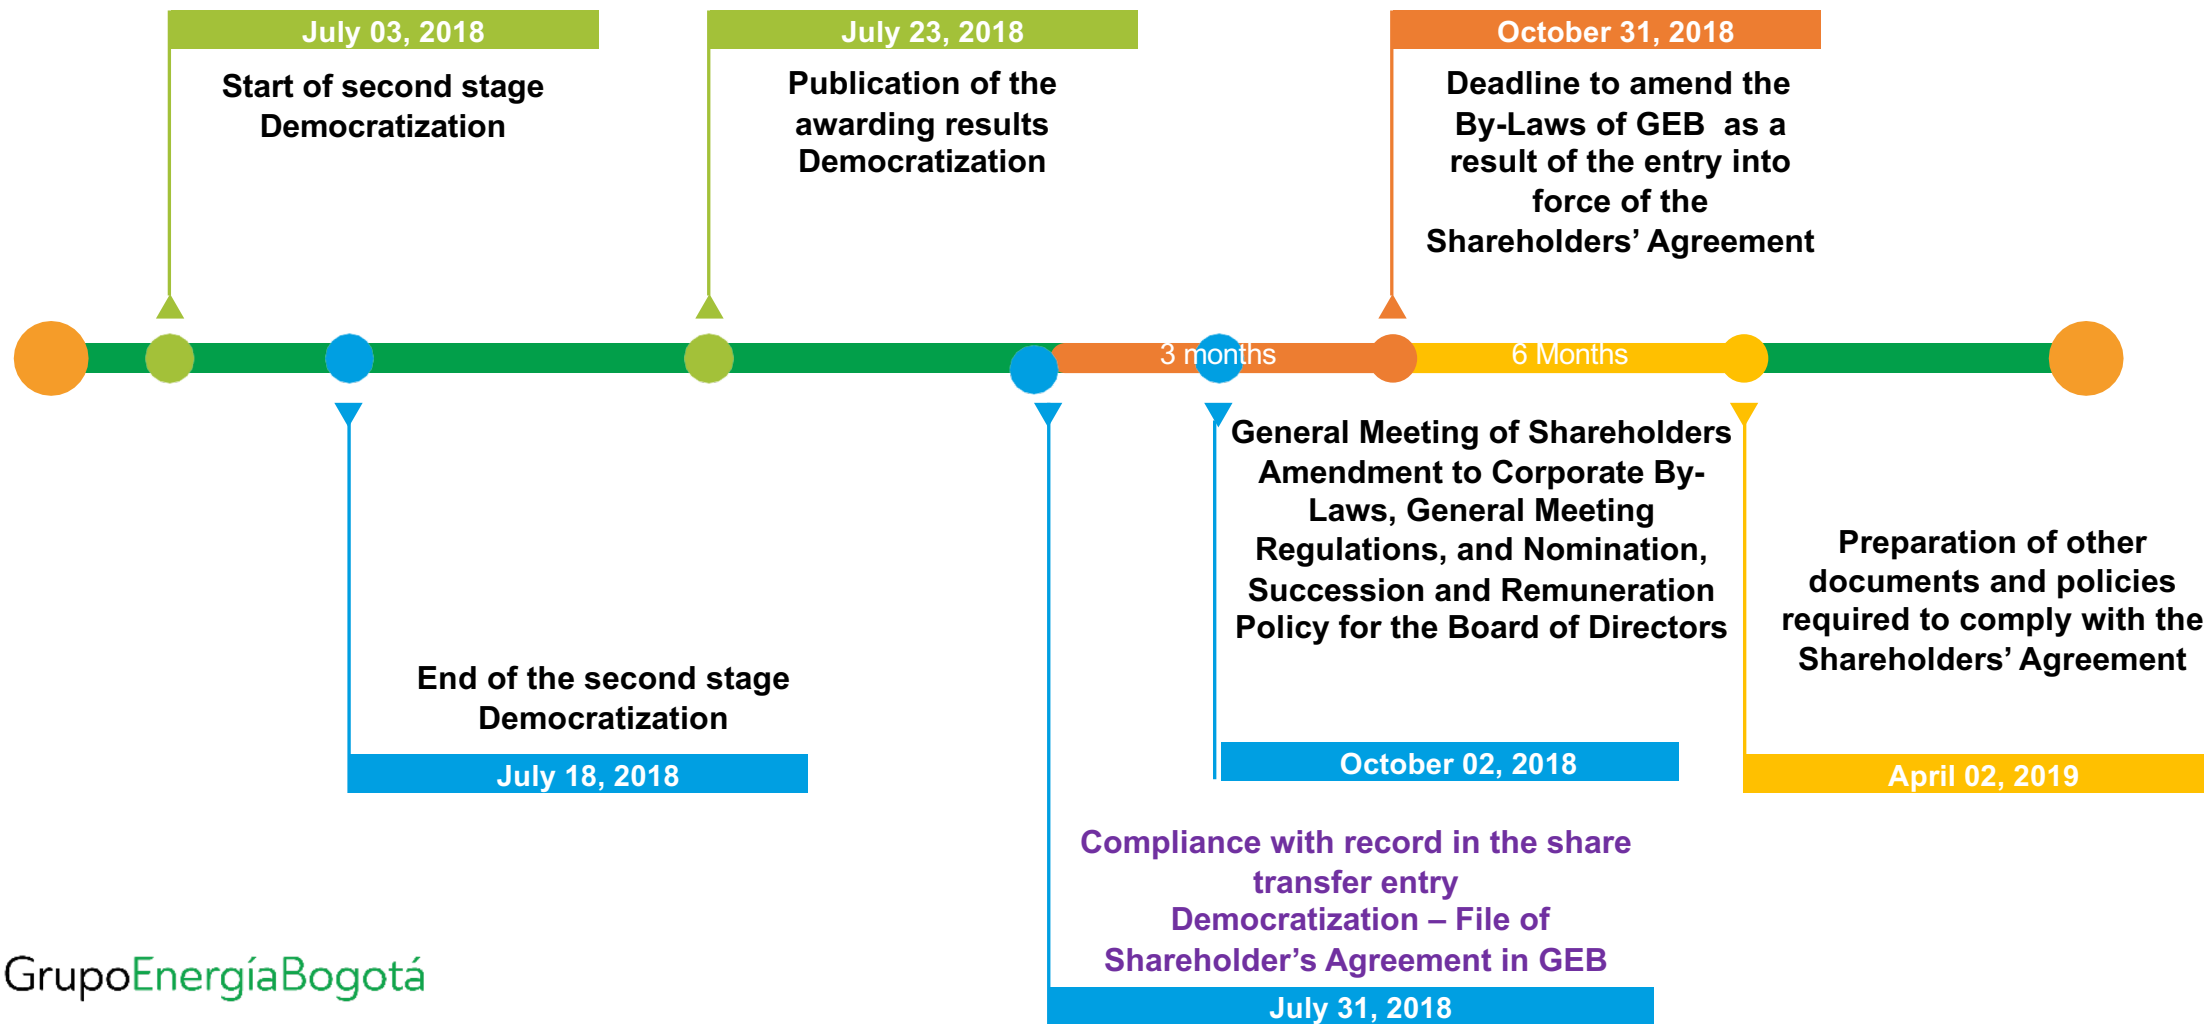 July 03, 2018
Start of second stage
Democratization
July 23, 2018
Publication of the
awarding results
Democratization
October 31, 2018
Deadline to amend the
By-Laws of GEB  as a
result of the entry into
force of the
Shareholders’ Agreement
3 months
6 Months
End of the second stage
Democratization
July 18, 2018
General Meeting of Shareholders
Amendment to Corporate By-
Laws, General Meeting
Regulations, and Nomination,
Succession and Remuneration
Policy for the Board of Directors
October 02, 2018
Preparation of other
documents and policies
required to comply with the
Shareholders’ Agreement
April 02, 2019
Compliance with record in the share
transfer entry
Democratization – File of
Shareholder’s Agreement in GEB
July 31, 2018
GrupoEnergíaBogotá